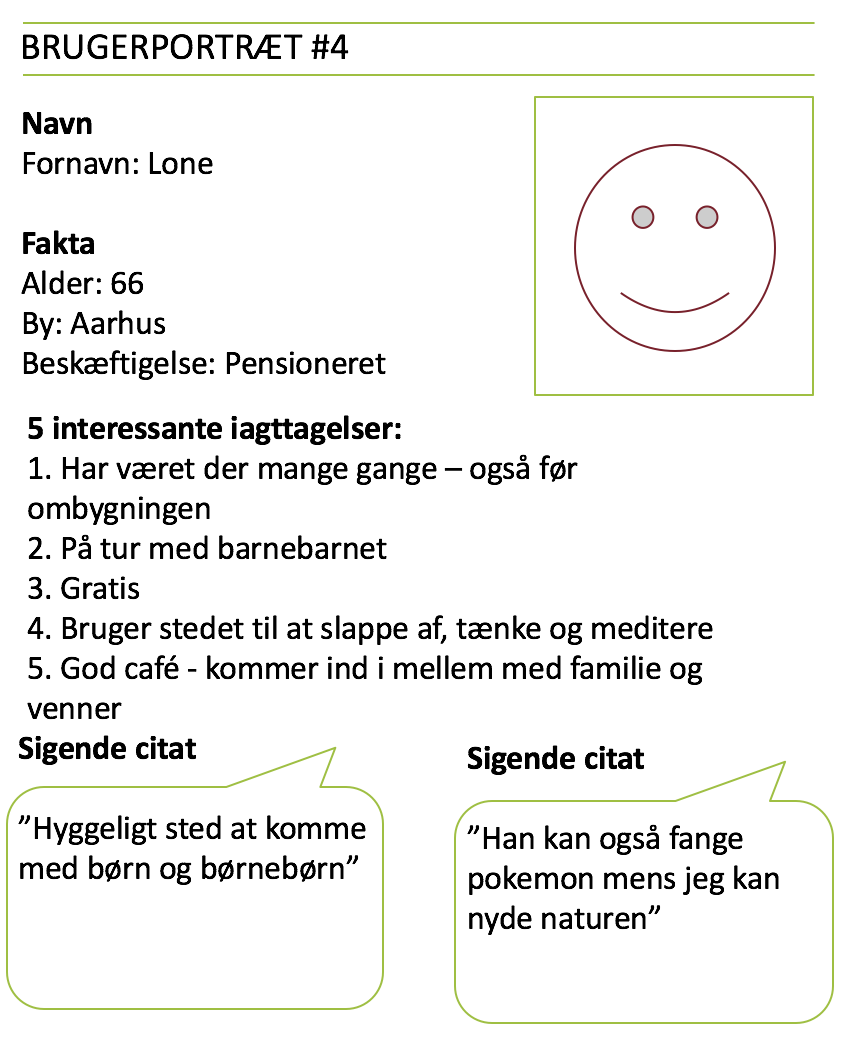 BRUGERPORTRÆT #4
Navn
Fornavn: Lone
Fakta
Alder: 66
By: Aarhus
Beskæftigelse: Pensioneret
5 interessante iagttagelser:
1. Har været der mange gange – også før
ombygningen
2. På tur med barnebarnet
3. Gratis
4. Bruger stedet til at slappe af, tænke og meditere
5. God café - kommer ind i mellem med familie og
venner
Sigende citat
”Hyggeligt sted at komme
med børn og børnebørn”
Sigende citat
”Han kan også fange
pokemon mens jeg kan
nyde naturen”